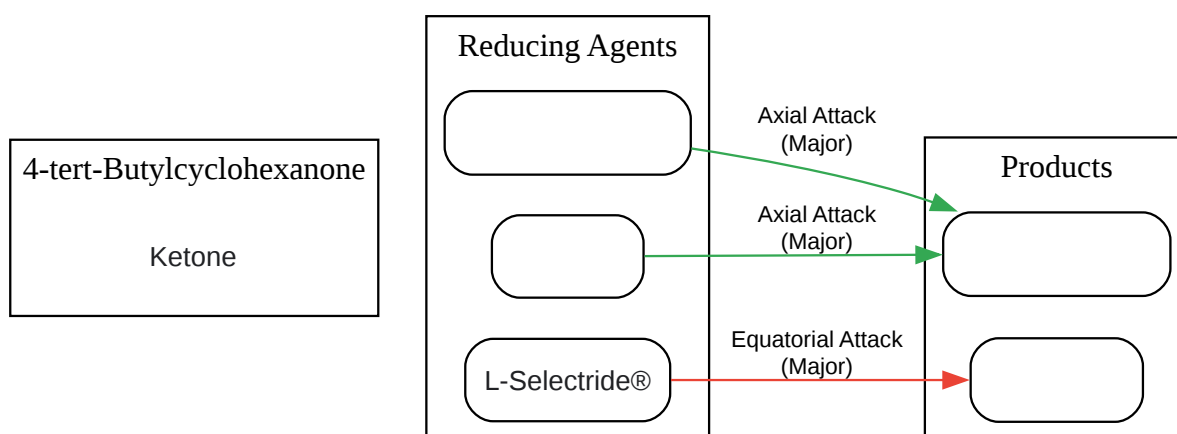 4-tert-Butylcyclohexanone
Ketone
Reducing Agents
L-Selectride®
Axial Attack
(Major)
Axial Attack
(Major)
Equatorial Attack
(Major)
Products